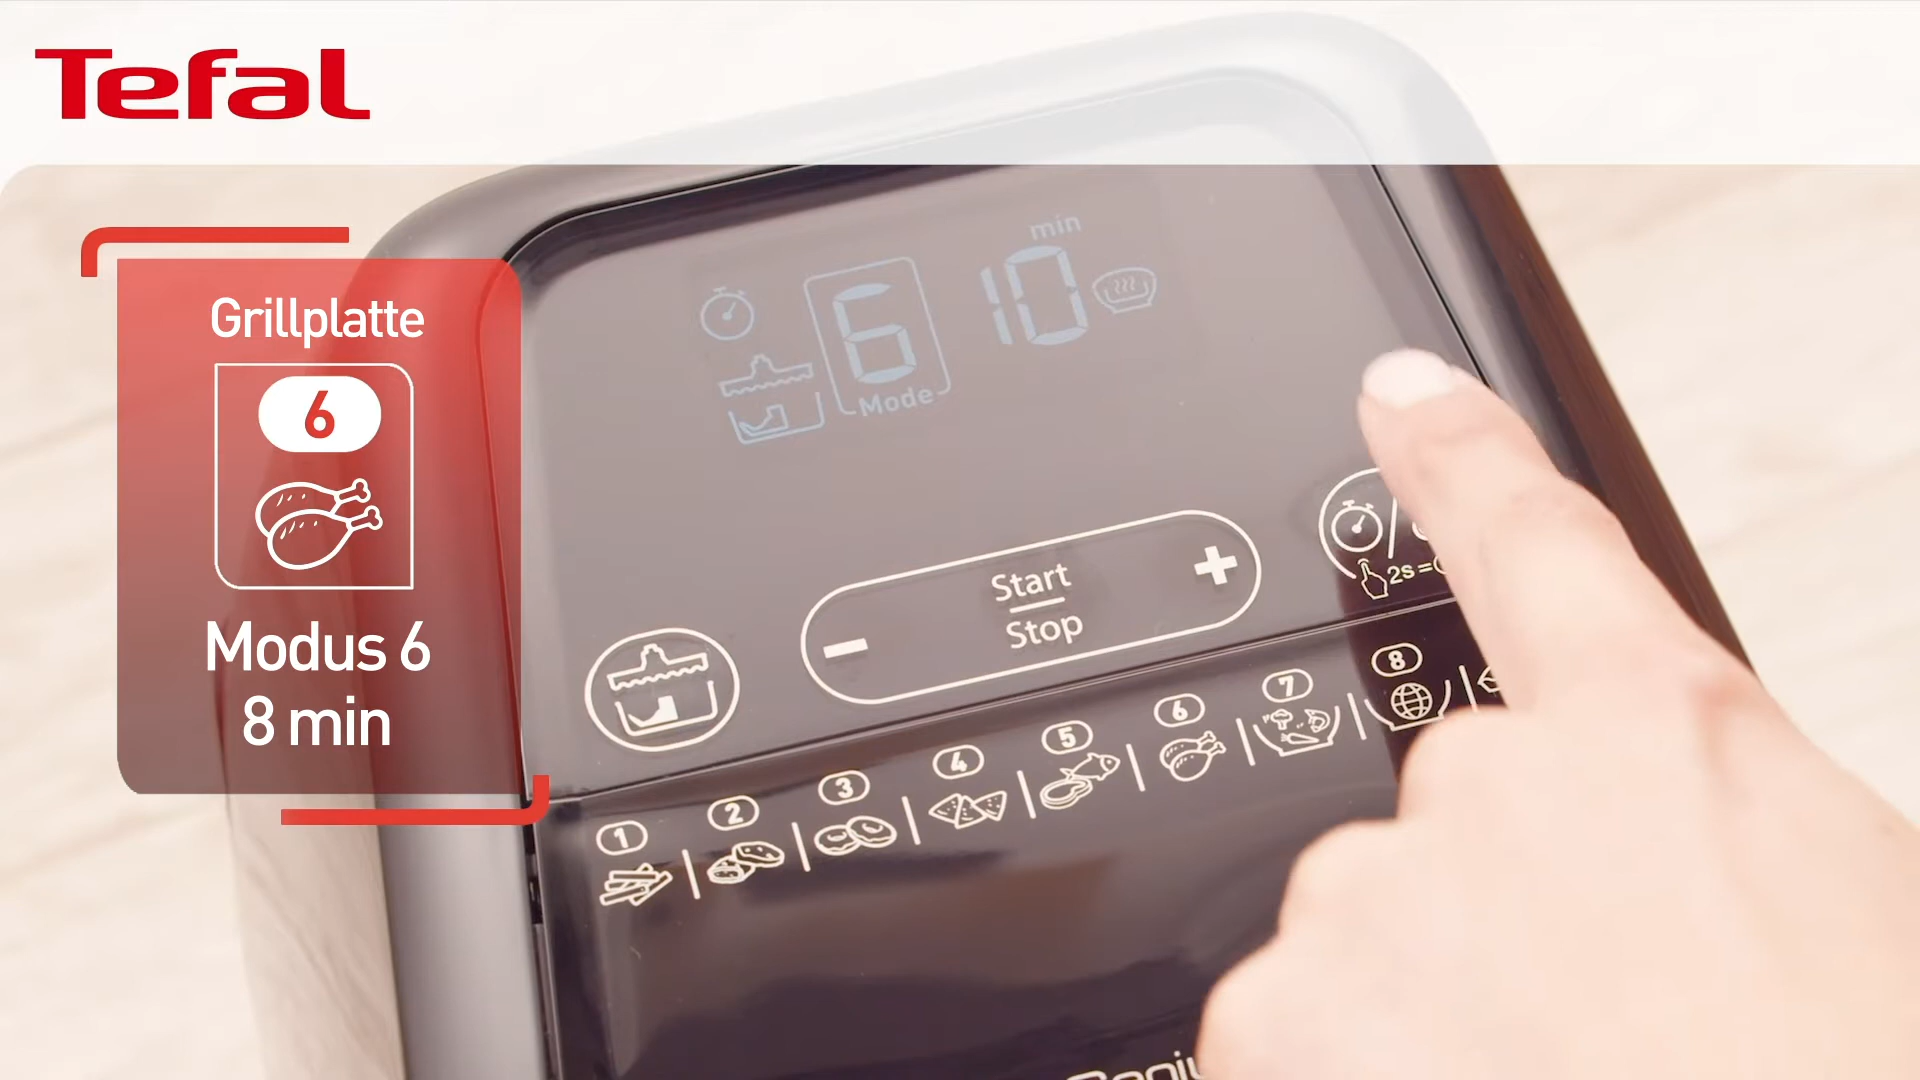 Tefal
Grillplatte
6
Modus 6
8 min
min
6 10
Mode
Start
Stop
2s=
1 2 3 4 5 6 7 8